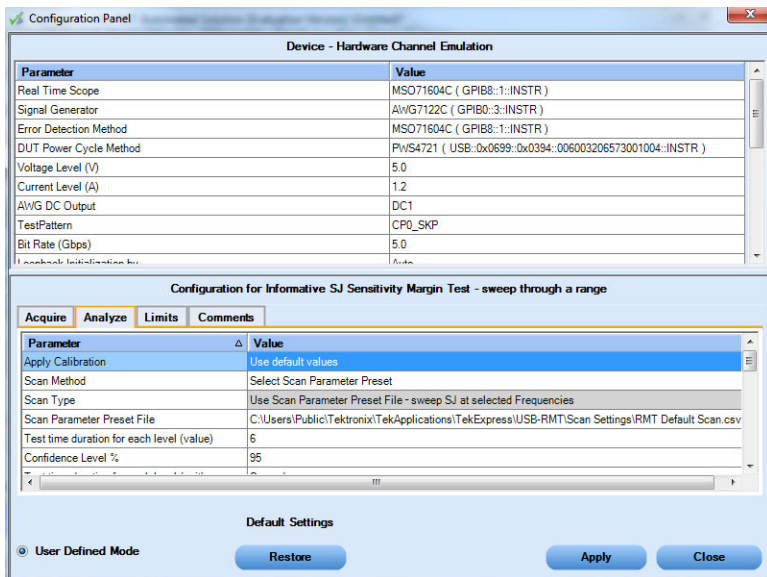 Configuration Panel
Device - Hardware Channel Emulation
Parameter Value
Real Time Scope MSO71604C ( GPIB8::1::INSTR )
Signal Generator AWG7122C ( GPIB0::3::INSTR )
Error Detection Method MSO71604C ( GPIB8::1::INSTR )
DUT Power Cycle Method PWS4721 ( USB::0x0699::0x0394::006003206573001004::INSTR )
Voltage Level (V) 5.0
Current Level (A) 1.2
AWG DC Output DC1
TestPattern CP0_SKP
Bit Rate (Gbps) 5.0
Loopback Initialization by Auto
Configuration for Informative SJ Sensitivity Margin Test - sweep through a range
Acquire Analyze Limits Comments
Parameter Value
Apply Calibration Use default values
Scan Method Select Scan Parameter Preset
Scan Type Use Scan Parameter Preset File - sweep SJ at selected Frequencies
Scan Parameter Preset File C:\Users\Public\Tektronix\TekApplications\TekExpress\USB-RMT\Scan Settings\RMT Default Scan.csv
Test time duration for each level (value) 6
Confidence Level % 95
Default Settings
User Defined Mode Restore Apply Close